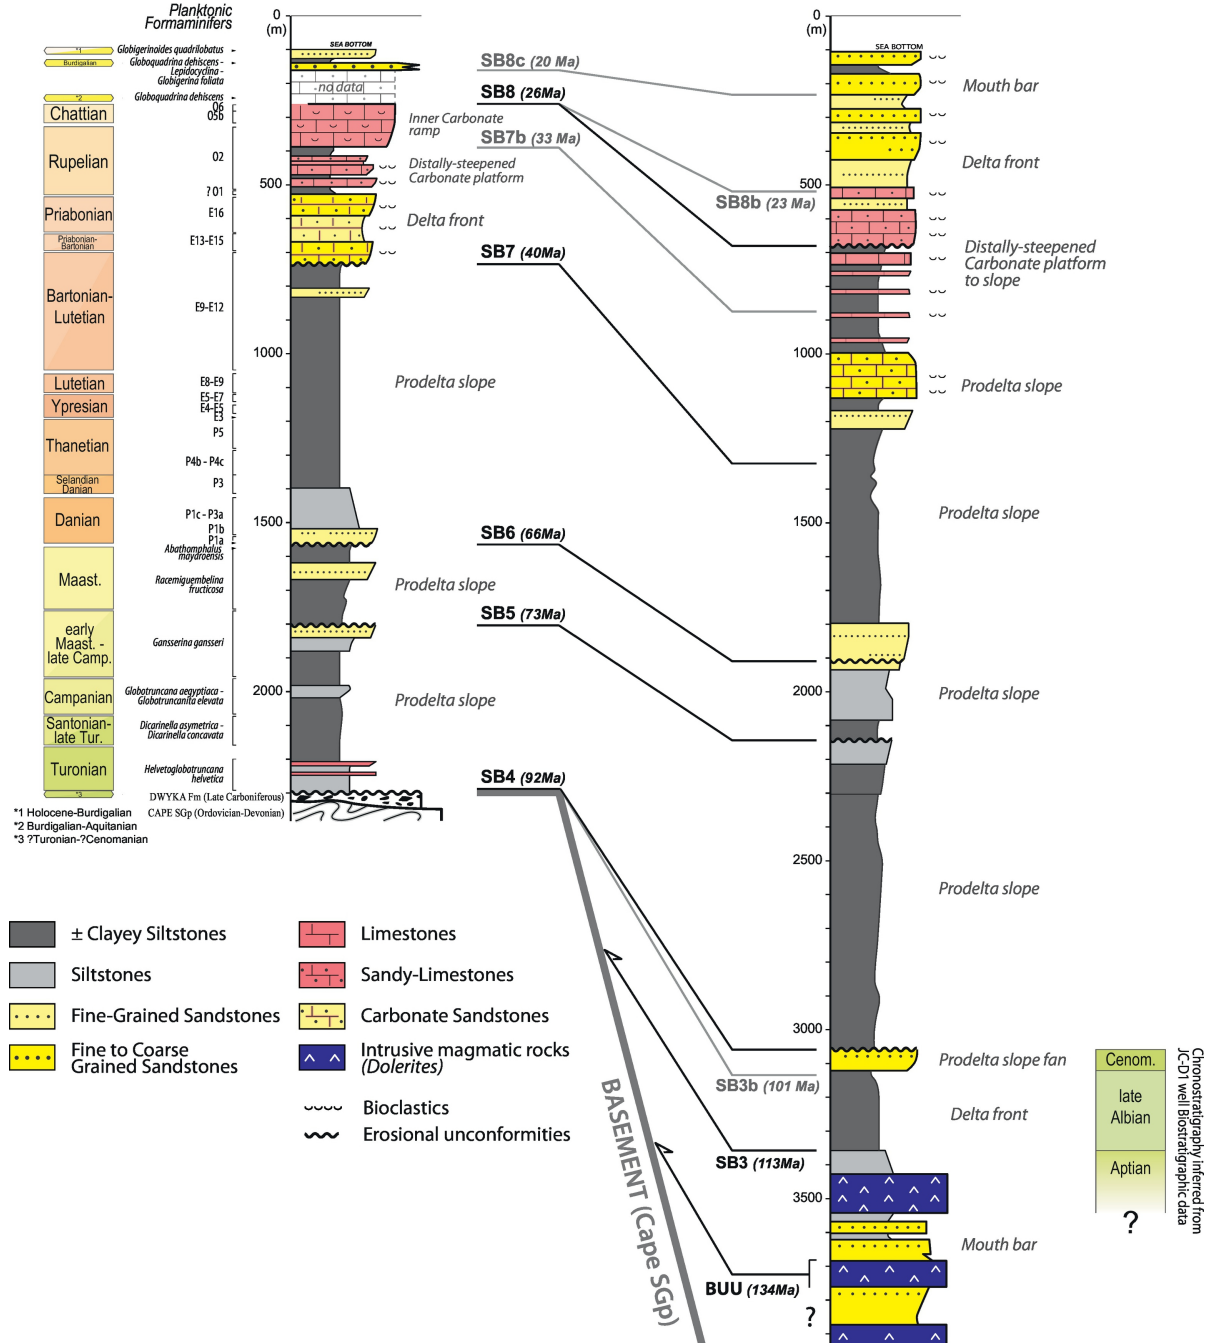 Planktonic
Formaminifers
0
(m)
500
1000
1500
2000
*1
Burdigalian
*2
Chattian
Rupelian
Priabonian
Priabonian-
Bartonian
Bartonian-
Lutetian
Lutetian
Ypresian
Thanetian
Selandian
Danian
Danian
Maast.
early
Maast. -
late Camp.
Campanian
Santonian-
late Tur.
Turonian
*3
*1 Holocene-Burdigalian
*2 Burdigalian-Aquitanian
*3 ?Turonian-?Cenomanian
Globigerinoides quadrilobatus
Globoquadrina dehiscens -
Lepidocyclina -
Globigerina foliata
Globoquadrina dehiscens
O6
O5b
O2
? O1
E16
E13-E15
E9-E12
E8-E9
E5-E7
E4-E5
E3
P5
P4b - P4c
P3
P1c - P3a
P1b
P1a
Abathomphalus
mayaroensis
Racemiguembelina
fructicosa
Gansserina gansseri
Globotruncana aegyptiaca -
Globotruncanita elevata
Dicarinella asymetrica -
Dicarinella concavata
Helvetoglobotruncana
helvetica
DWYKA Fm (Late Carboniferous)
CAPE SGp (Ordovician-Devonian)
SEA BOTTOM
no data
Inner Carbonate
ramp
Distally-steepened
Carbonate platform
Delta front
Prodelta slope
Prodelta slope
Prodelta slope
SB8c (20 Ma)
SB8 (26Ma)
SB7b (33 Ma)
SB8b (23 Ma)
SB7 (40Ma)
SB6 (66Ma)
SB5 (73Ma)
SB4 (92Ma)
SB3b (101 Ma)
SB3 (113Ma)
BUU (134Ma)
?
BASEMENT (Cape SGp)
0
(m)
500
1000
1500
2000
2500
3000
3500
SEA BOTTOM
Mouth bar
Delta front
Distally-steepened
Carbonate platform
to slope
Prodelta slope
Prodelta slope
Prodelta slope
Prodelta slope
Prodelta slope fan
Delta front
Mouth bar
Cenom.
late
Albian
Aptian
?
Chronostratigraphy inferred from
JC-D1 well Biostratigraphic data
± Clayey Siltstones
Siltstones
Fine-Grained Sandstones
Fine to Coarse
Grained Sandstones
Limestones
Sandy-Limestones
Carbonate Sandstones
Intrusive magmatic rocks
(Dolerites)
Bioclastics
Erosional unconformities